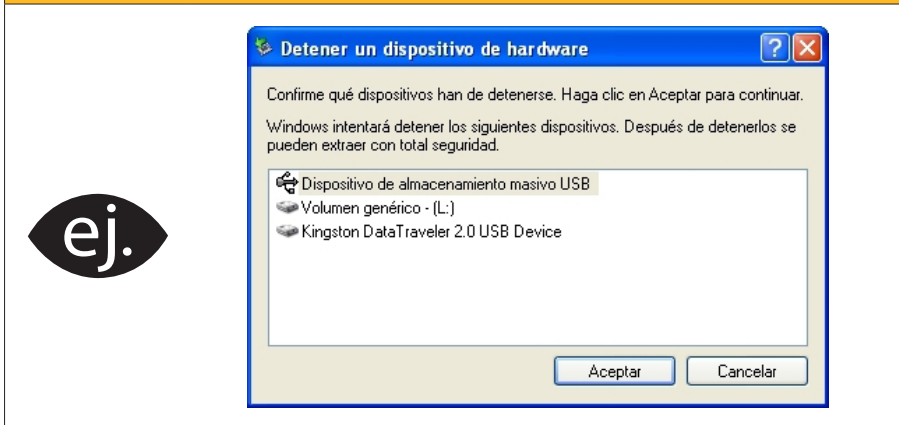 Detener un dispositivo de hardware
Confirme qué dispositivos han de detenerse. Haga clic en Aceptar para continuar.
Windows intentará detener los siguientes dispositivos. Después de detenerlos se
pueden extraer con total seguridad.
Dispositivo de almacenamiento masivo USB
Volumen genérico - (L:)
Kingston DataTraveler 2.0 USB Device
ej.
Aceptar
Cancelar